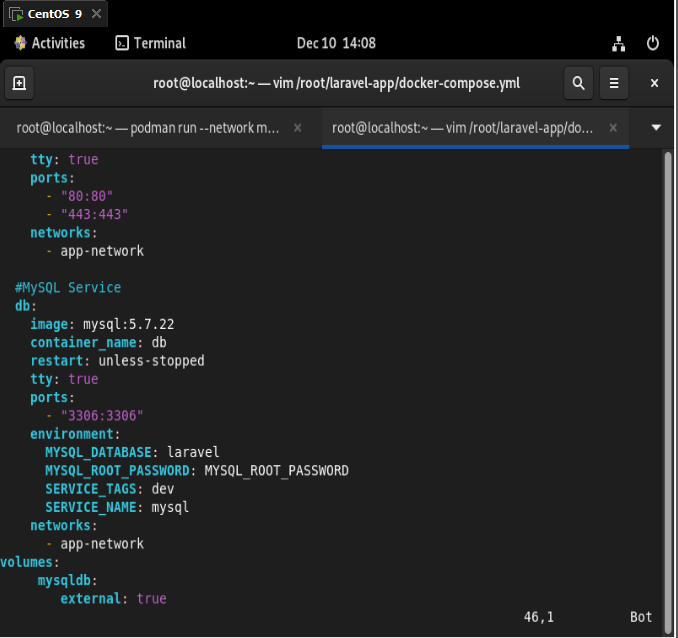 CentOS 9
Activities
Terminal
Dec 10 14:08
root@localhost:~ — vim /root/laravel-app/docker-compose.yml
root@localhost:~ — podman run --network m...
root@localhost:~ — vim /root/laravel-app/do...
    tty: true
    ports:
      - "80:80"
      - "443:443"
    networks:
      - app-network
  #MySQL Service
  db:
    image: mysql:5.7.22
    container_name: db
    restart: unless-stopped
    tty: true
    ports:
      - "3306:3306"
    environment:
      MYSQL_DATABASE: laravel
      MYSQL_ROOT_PASSWORD: MYSQL_ROOT_PASSWORD
      SERVICE_TAGS: dev
      SERVICE_NAME: mysql
    networks:
      - app-network
volumes:
     mysqldb:
        external: true
46,1 Bot